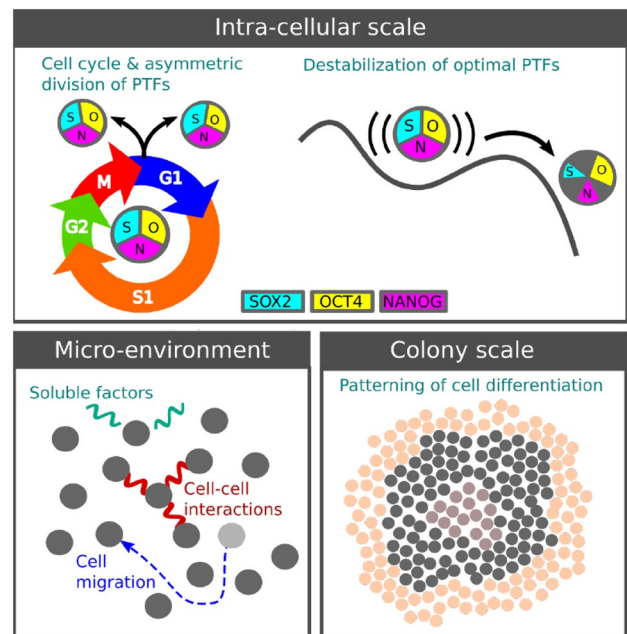 Intra-cellular scale
Cell cycle & asymmetric
division of PTFs
Destabilization of optimal PTFs
S O
N
S O
N
S O
N
S O
N
M
G1
G2
S O
N
S1
SOX2 OCT4 NANOG
Micro-environment
Soluble factors
Cell-cell
interactions
Cell
migration
Colony scale
Patterning of cell differentiation